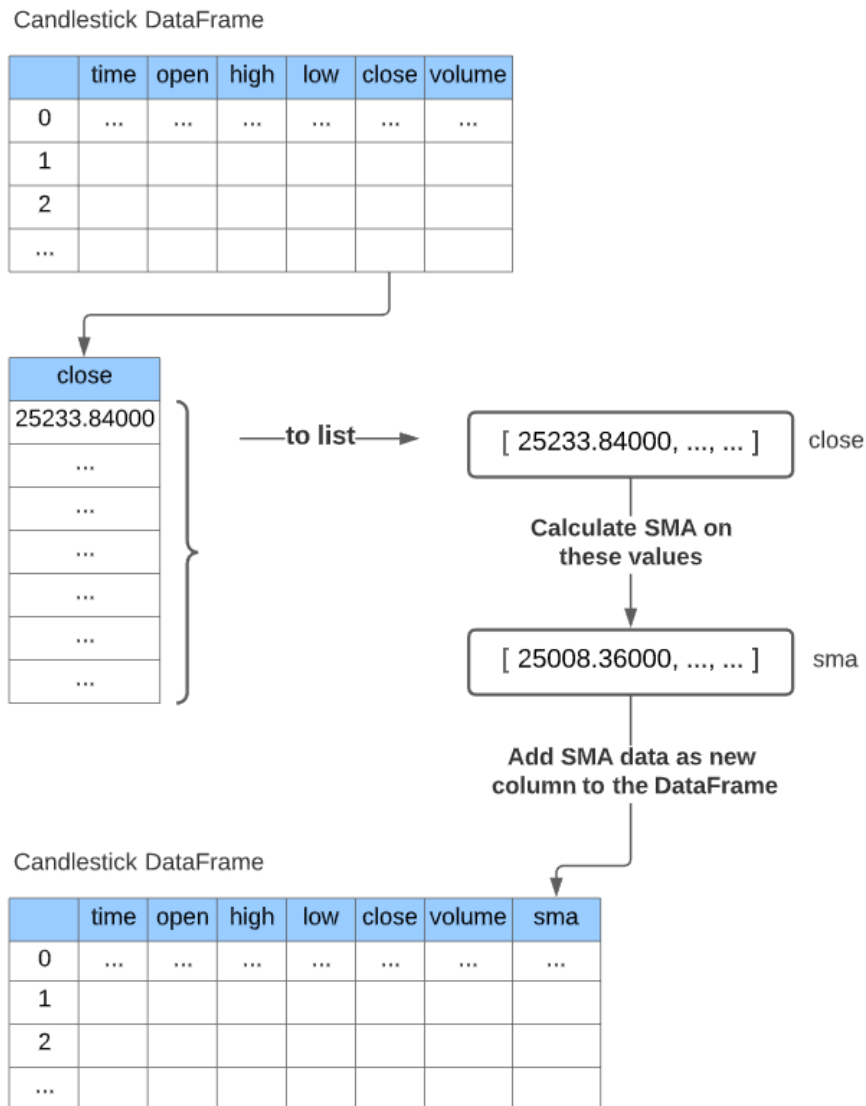 Candlestick DataFrame
time open high low close volume
0 ... ... ... ... ... ...
1
2
...
close
25233.84000
...
...
...
...
...
...
to list
[ 25233.84000, ..., ... ] close
Calculate SMA on
these values
[ 25008.36000, ..., ... ] sma
Add SMA data as new
column to the DataFrame
Candlestick DataFrame
time open high low close volume sma
0 ... ... ... ... ... ... ...
1
2
...